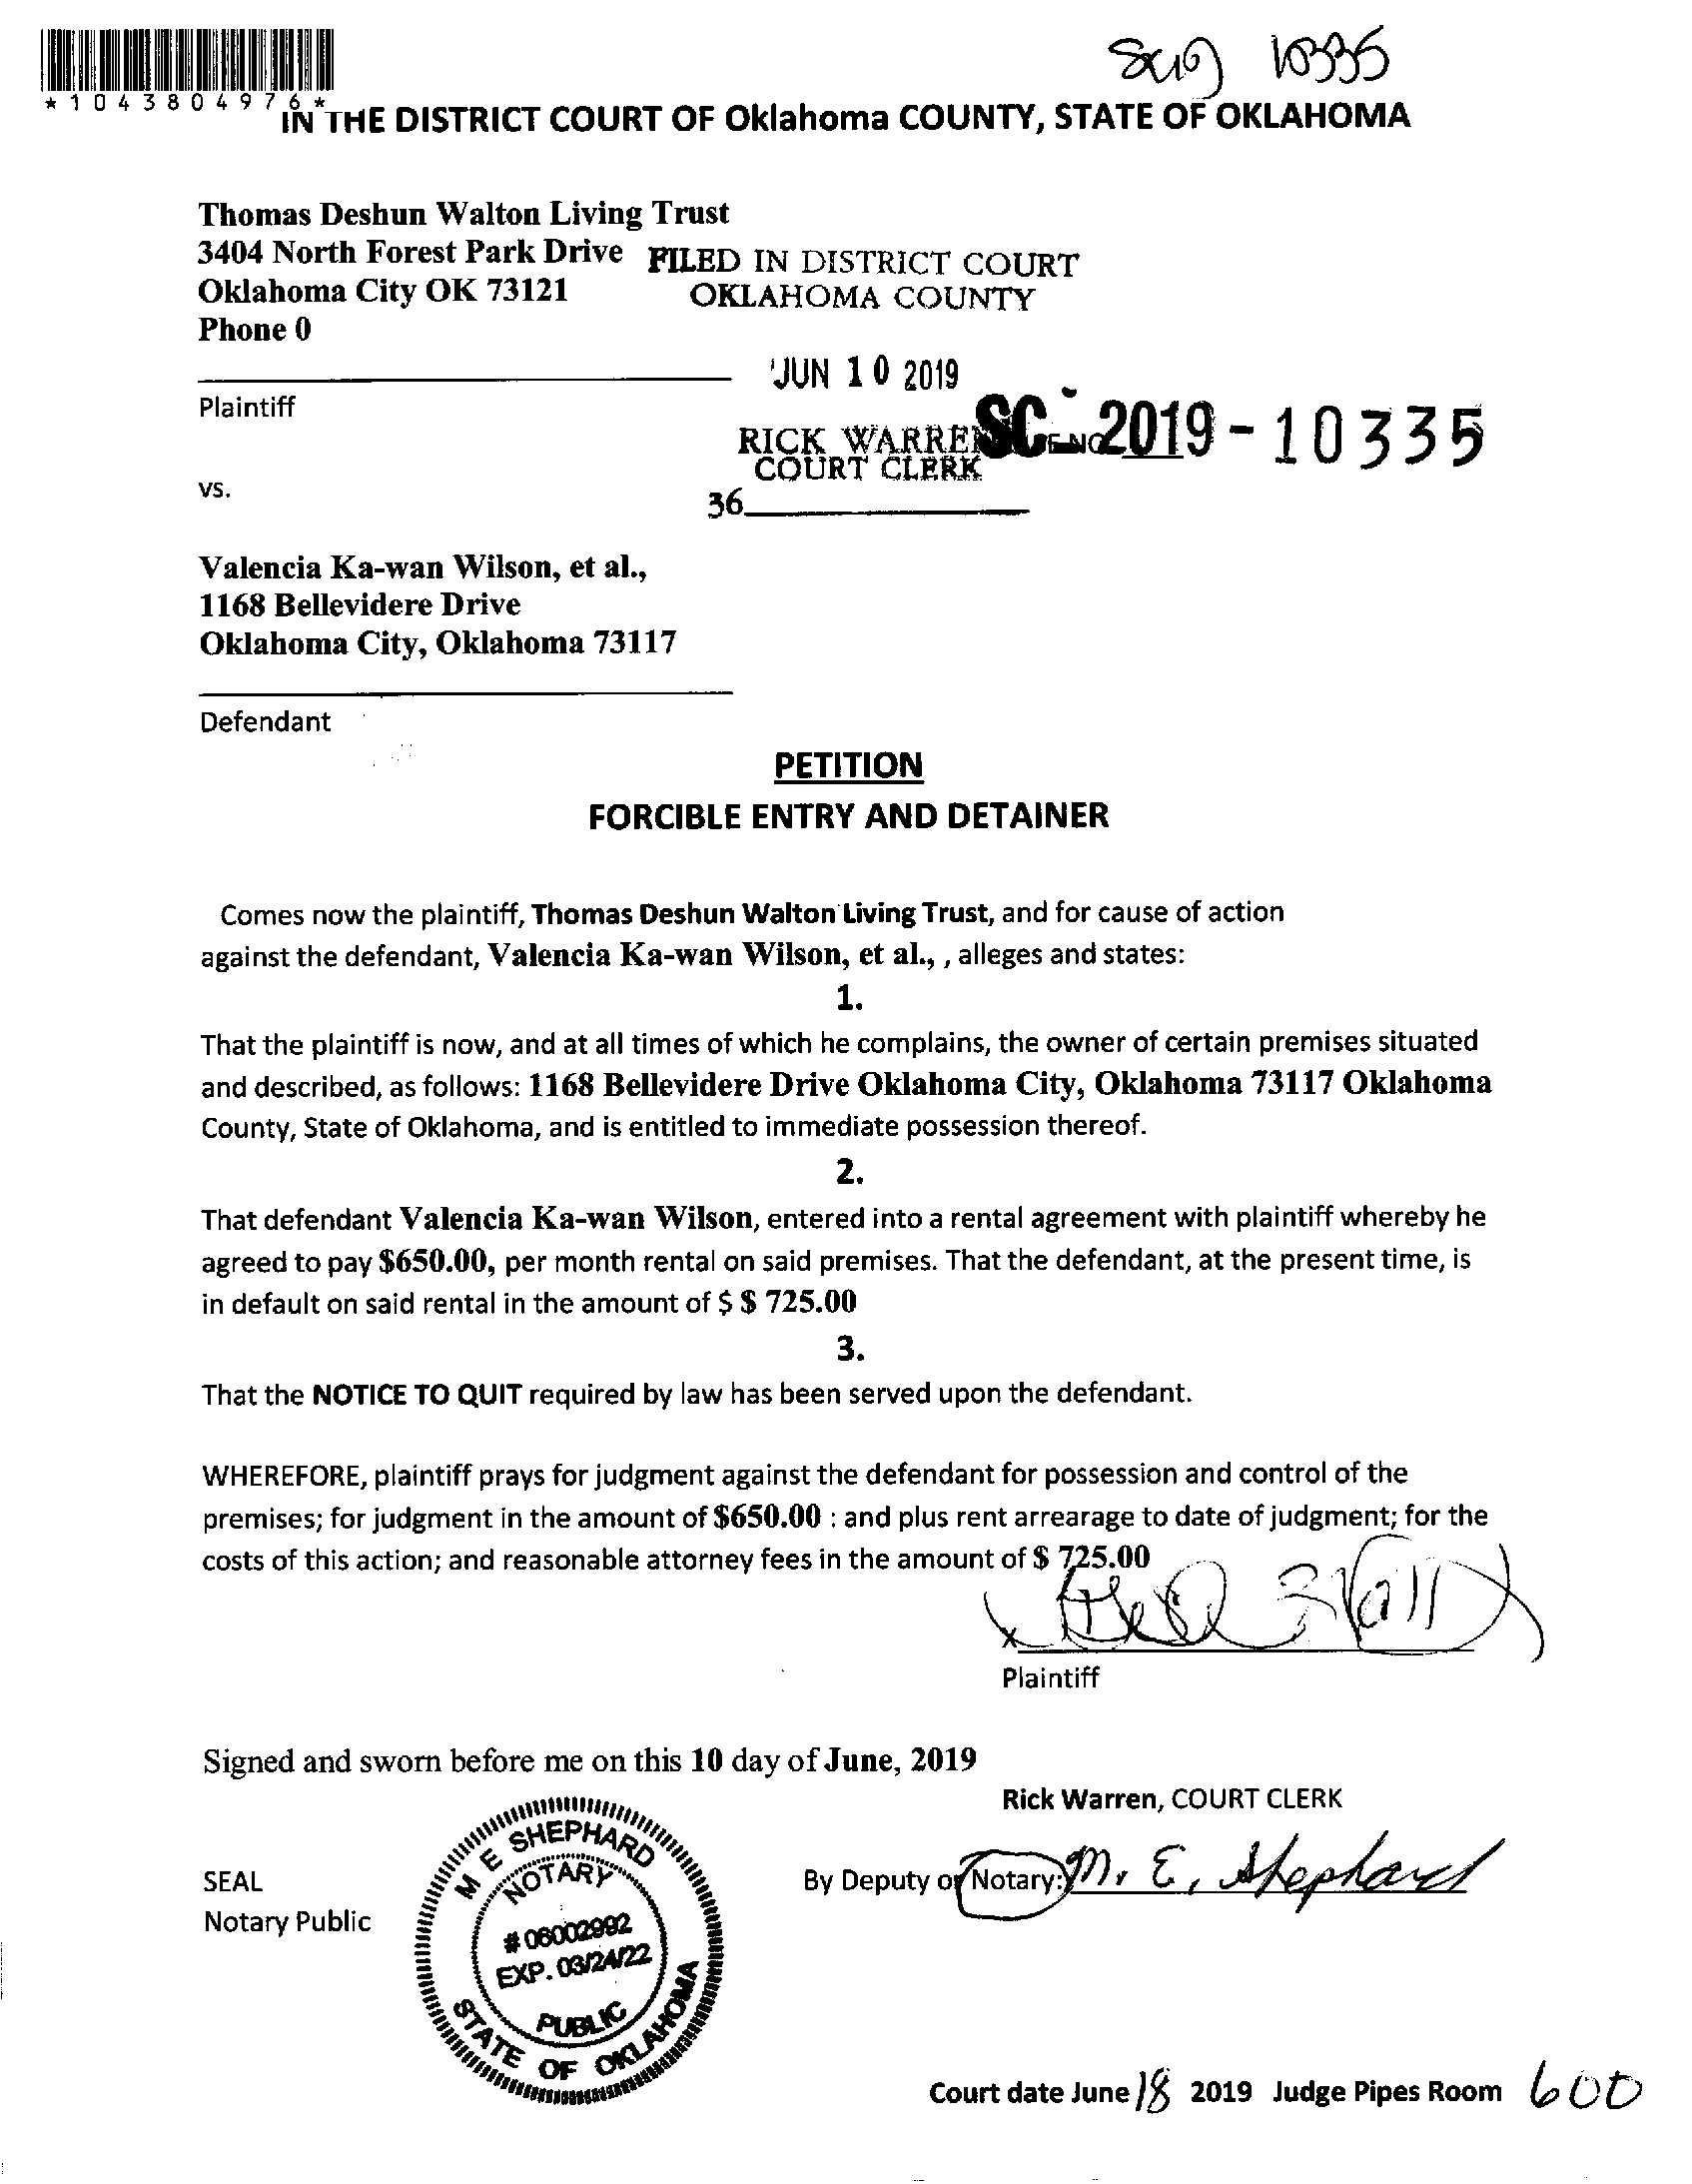 *1043804976*
SC19 10335
IN THE DISTRICT COURT OF Oklahoma COUNTY, STATE OF OKLAHOMA
Thomas Deshun Walton Living Trust
3404 North Forest Park Drive
Oklahoma City OK 73121
Phone 0
FILED IN DISTRICT COURT
OKLAHOMA COUNTY
JUN 10 2019
RICK WARREN
COURT CLERK
SC-2019-10335
36
Plaintiff
vs.
Valencia Ka-wan Wilson, et al.,
1168 Bellevidere Drive
Oklahoma City, Oklahoma 73117
Defendant
PETITION
FORCIBLE ENTRY AND DETAINER
Comes now the plaintiff, Thomas Deshun Walton Living Trust, and for cause of action
against the defendant, Valencia Ka-wan Wilson, et al., , alleges and states:
1.
That the plaintiff is now, and at all times of which he complains, the owner of certain premises situated
and described, as follows: 1168 Bellevidere Drive Oklahoma City, Oklahoma 73117 Oklahoma
County, State of Oklahoma, and is entitled to immediate possession thereof.
2.
That defendant Valencia Ka-wan Wilson, entered into a rental agreement with plaintiff whereby he
agreed to pay $650.00, per month rental on said premises. That the defendant, at the present time, is
in default on said rental in the amount of $ $ 725.00
3.
That the NOTICE TO QUIT required by law has been served upon the defendant.
WHEREFORE, plaintiff prays for judgment against the defendant for possession and control of the
premises; for judgment in the amount of $650.00 : and plus rent arrearage to date of judgment; for the
costs of this action; and reasonable attorney fees in the amount of $ 725.00
X
Plaintiff
Signed and sworn before me on this 10 day of June, 2019
Rick Warren, COURT CLERK
SEAL
Notary Public
M E SHEPHARD
NOTARY
# 06002992
EXP. 03/24/22
PUBLIC
STATE OF OKLAHOMA
By Deputy or Notary: M. E. Shephard
Court date June 18 2019 Judge Pipes Room 600